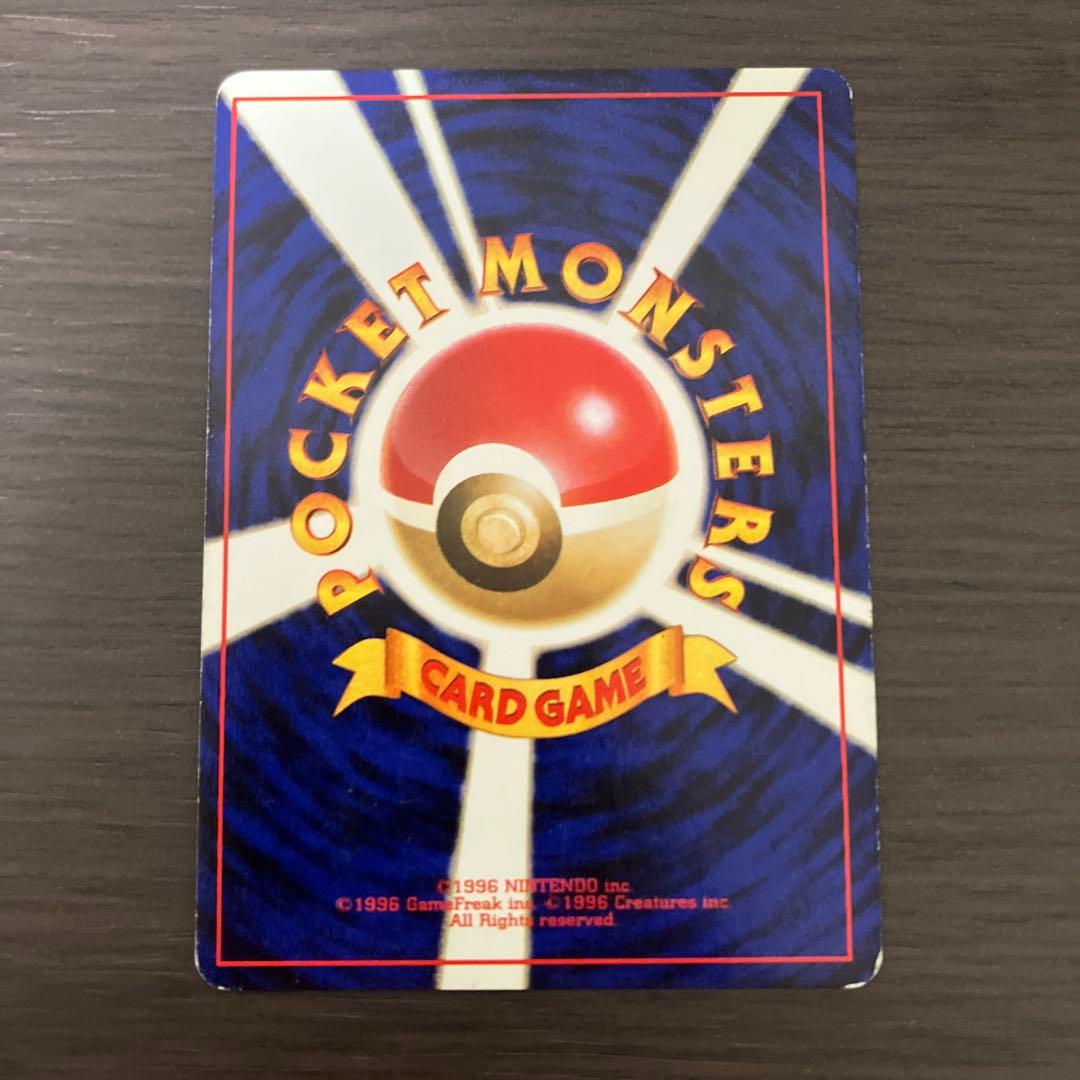 POCKET MONSTERS
CARD GAME
©1996 NINTENDO inc.
©1996 GameFreak inc. ©1996 Creatures inc.
All Rights reserved.